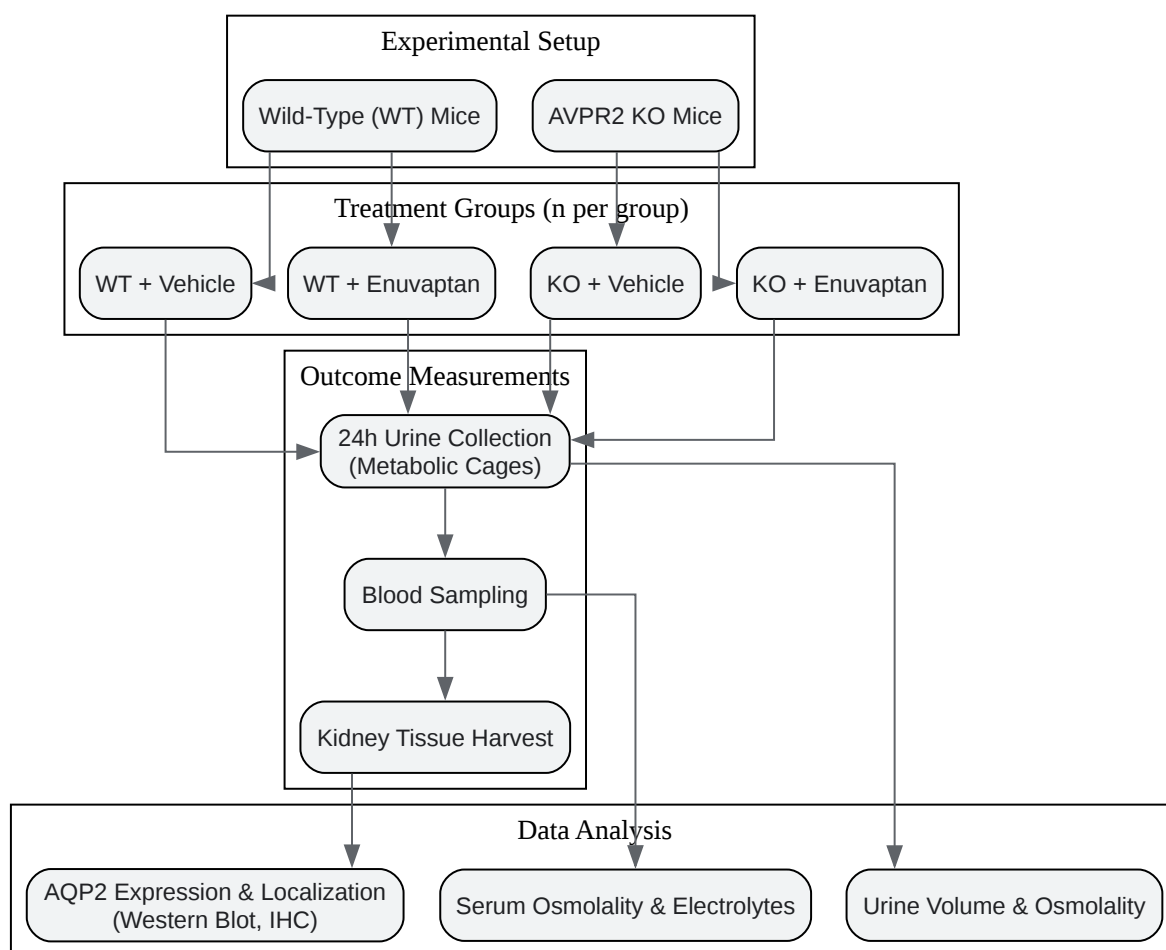 Experimental Setup
Wild-Type (WT) Mice
AVPR2 KO Mice
Treatment Groups (n per group)
WT + Vehicle
WT + Enuvaptan
KO + Vehicle
KO + Enuvaptan
Outcome Measurements
24h Urine Collection
(Metabolic Cages)
Blood Sampling
Kidney Tissue Harvest
Data Analysis
AQP2 Expression & Localization
(Western Blot, IHC)
Serum Osmolality & Electrolytes
Urine Volume & Osmolality